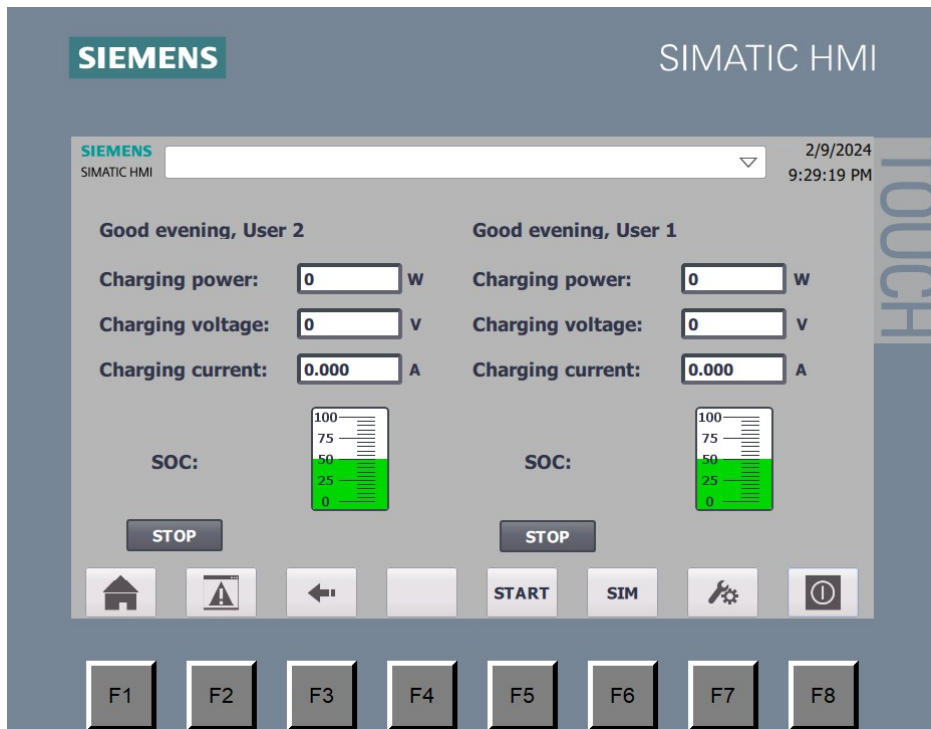 SIEMENS
SIMATIC HMI
TOUCH
SIEMENS
SIMATIC HMI
2/9/2024
9:29:19 PM
Good evening, User 2
Charging power: 0 W
Charging voltage: 0 V
Charging current: 0.000 A
SOC:
100
75
50
25
0
STOP
Good evening, User 1
Charging power: 0 W
Charging voltage: 0 V
Charging current: 0.000 A
SOC:
100
75
50
25
0
STOP
START SIM
F1 F2 F3 F4 F5 F6 F7 F8